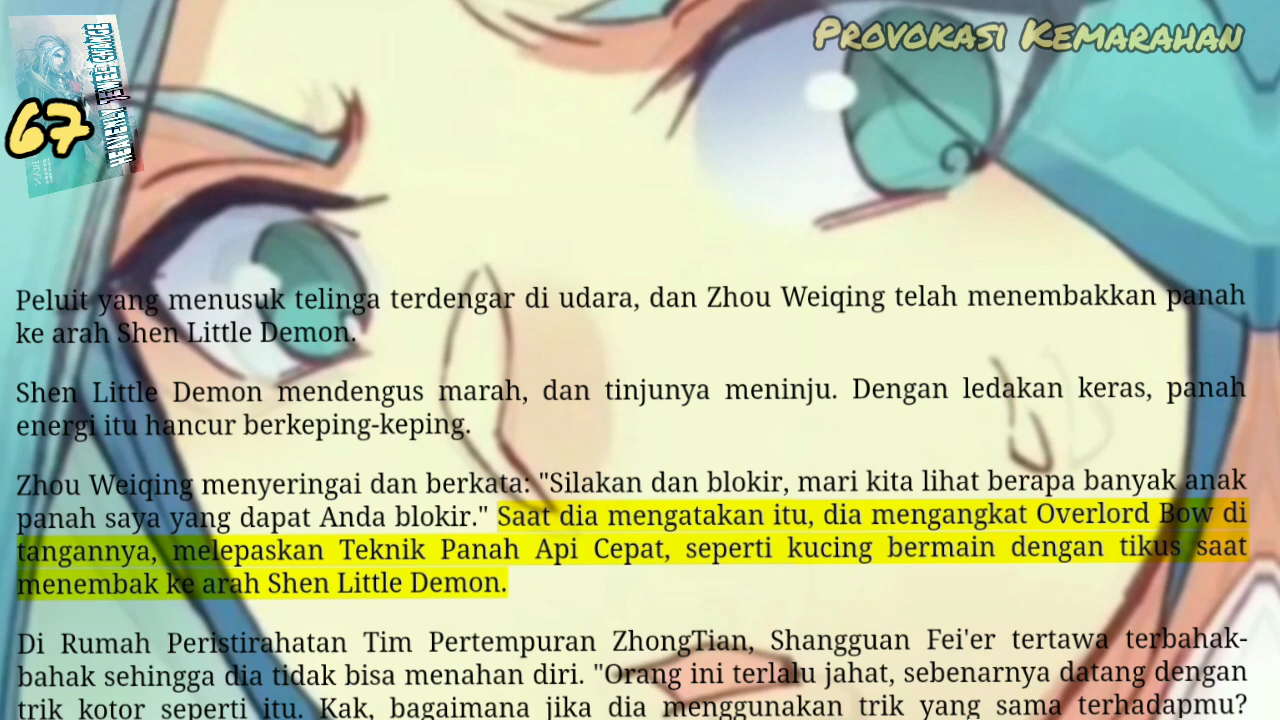 Provokasi Kemarahan
67
HEAVENLY JEWEL CHANGE
Peluit yang menusuk telinga terdengar di udara, dan Zhou Weiqing telah menembakkan panah
ke arah Shen Little Demon.
Shen Little Demon mendengus marah, dan tinjunya meninju. Dengan ledakan keras, panah
energi itu hancur berkeping-keping.
Zhou Weiqing menyeringai dan berkata: "Silakan dan blokir, mari kita lihat berapa banyak anak
panah saya yang dapat Anda blokir." Saat dia mengatakan itu, dia mengangkat Overlord Bow di
tangannya, melepaskan Teknik Panah Api Cepat, seperti kucing bermain dengan tikus saat
menembak ke arah Shen Little Demon.
Di Rumah Peristirahatan Tim Pertempuran ZhongTian, Shangguan Fei'er tertawa terbahak-
bahak sehingga dia tidak bisa menahan diri. "Orang ini terlalu jahat, sebenarnya datang dengan
trik kotor seperti itu. Kak, bagaimana jika dia menggunakan trik yang sama terhadapmu?